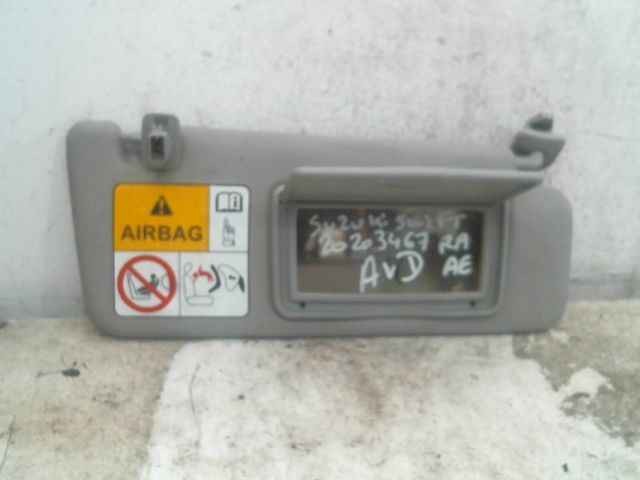 AIRBAG
SUZUKI SWIFT
20203467 RA
AVD AE